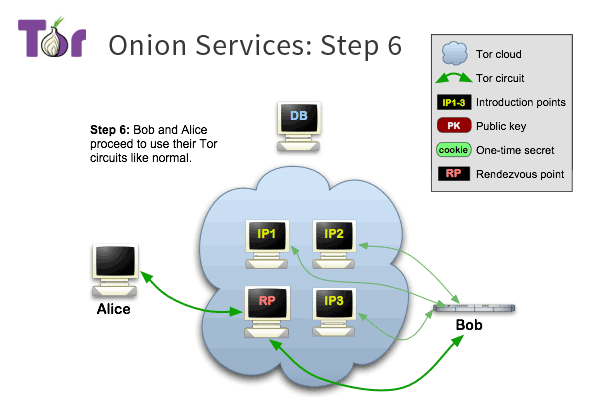 Tor
Onion Services: Step 6
Tor cloud
Tor circuit
IP1-3 Introduction points
PK Public key
cookie One-time secret
RP Rendezvous point
DB
Step 6: Bob and Alice
proceed to use their Tor
circuits like normal.
IP1 IP2
Alice
RP IP3
Bob